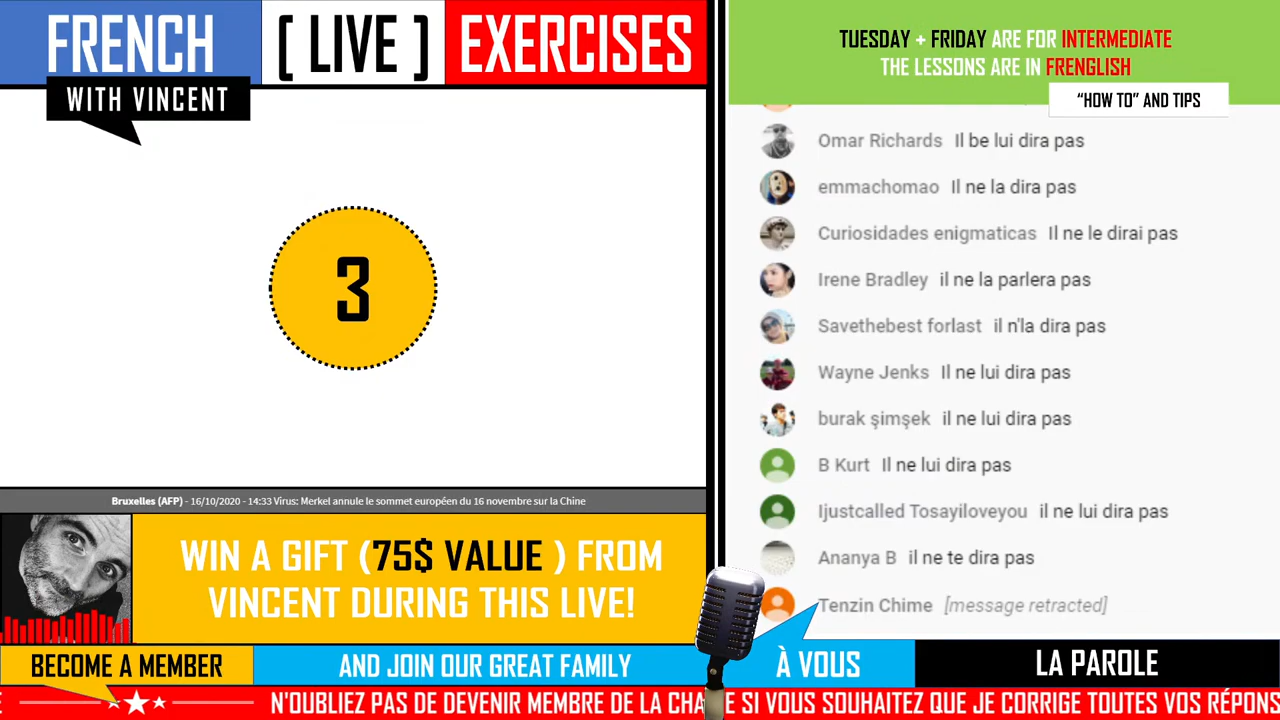 FRENCH
[ LIVE ]
EXERCISES
WITH VINCENT
3
Bruxelles (AFP) - 16/10/2020 - 14:33 Virus: Merkel annule le sommet européen du 16 novembre sur la Chine
WIN A GIFT (75$ VALUE ) FROM
VINCENT DURING THIS LIVE!
BECOME A MEMBER
AND JOIN OUR GREAT FAMILY
TUESDAY + FRIDAY ARE FOR INTERMEDIATE
THE LESSONS ARE IN FRENGLISH
"HOW TO" AND TIPS
Omar Richards Il be lui dira pas
emmachomao Il ne la dira pas
Curiosidades enigmaticas Il ne le dirai pas
Irene Bradley il ne la parlera pas
Savethebest forlast il n'la dira pas
Wayne Jenks Il ne lui dira pas
burak şimşek il ne lui dira pas
B Kurt Il ne lui dira pas
Ijustcalled Tosayiloveyou il ne lui dira pas
Ananya B il ne te dira pas
Tenzin Chime [message retracted]
À VOUS
LA PAROLE
N'OUBLIEZ PAS DE DEVENIR MEMBRE DE LA CHA E SI VOUS SOUHAITEZ QUE JE CORRIGE TOUTES VOS RÉPONS